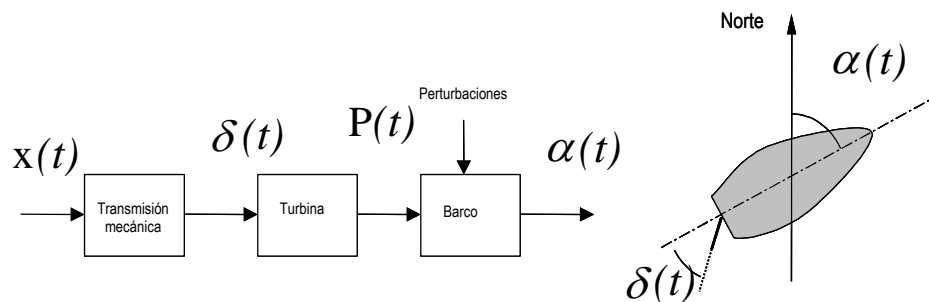 x(t)
Transmisión
mecánica
δ(t)
Turbina
P(t)
Perturbaciones
Barco
α(t)
Norte
α(t)
δ(t)